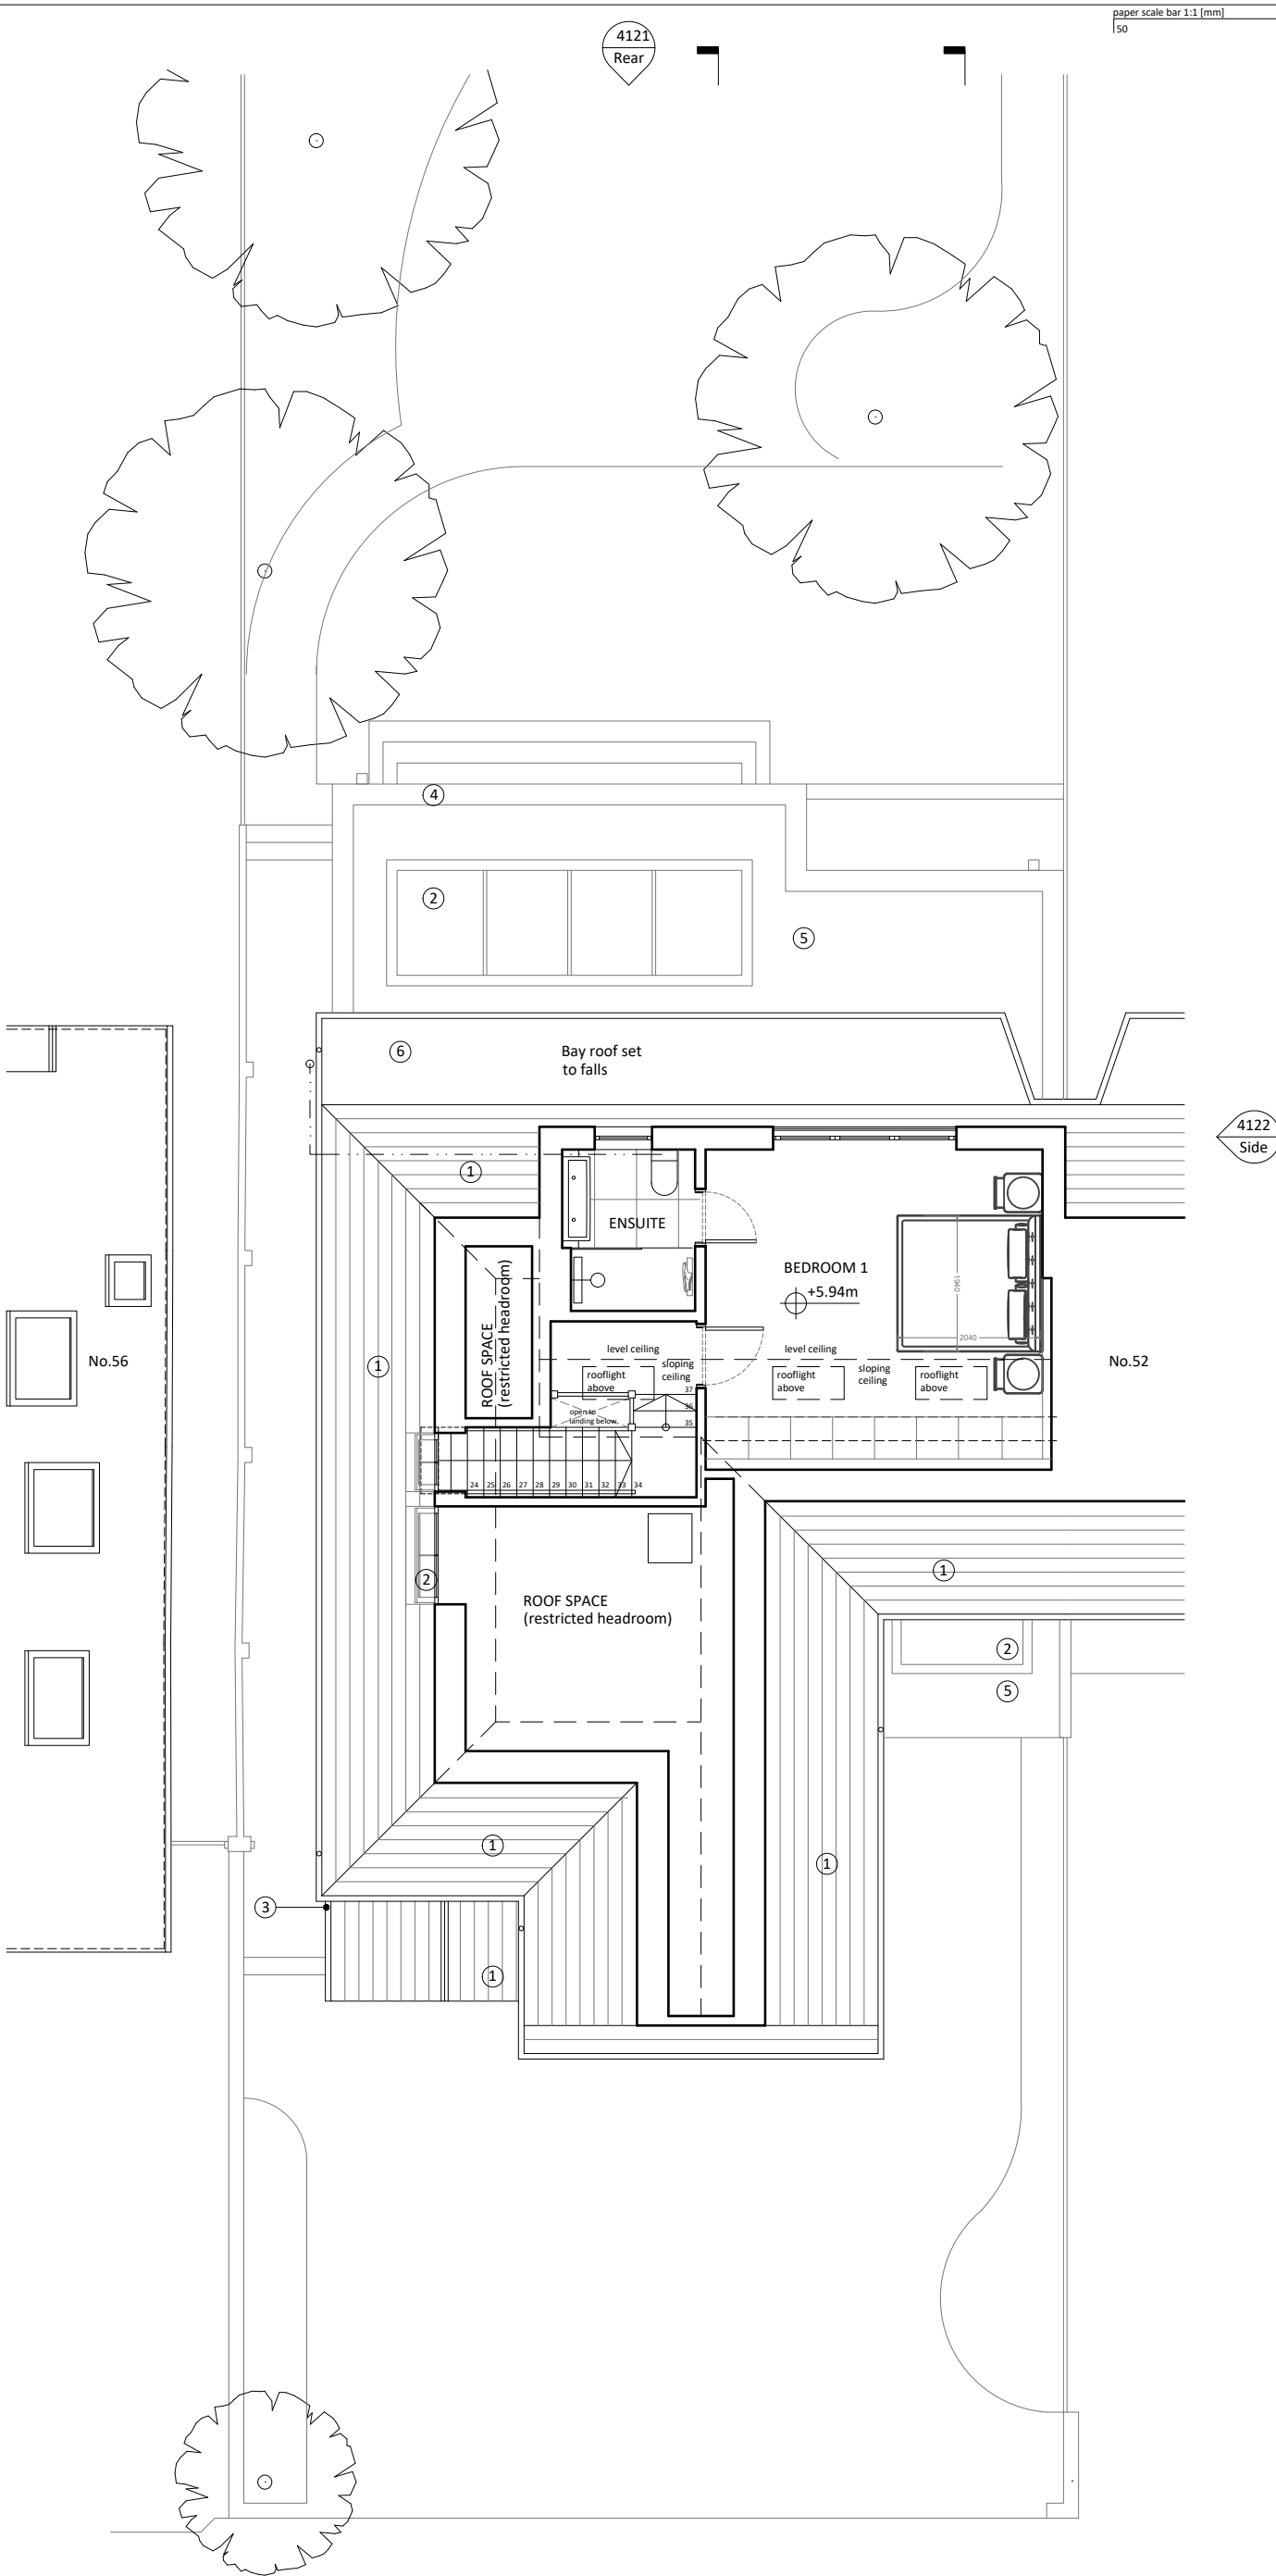 paper scale bar 1:1 [mm]
50
4121
Rear
4
2
5
6
Bay roof set
to falls
4122
Side
1
ENSUITE
BEDROOM 1
+5.94m
1940
2040
ROOF SPACE
(restricted headroom)
No.56
1
No.52
level ceiling
sloping
ceiling
level ceiling
sloping
ceiling
rooflight
above
rooflight
above
rooflight
above
open to
landing below.
37
36
35
24 25 26 27 28 29 30 31 32 33 34
2
ROOF SPACE
(restricted headroom)
1
2
5
1
1
3
1